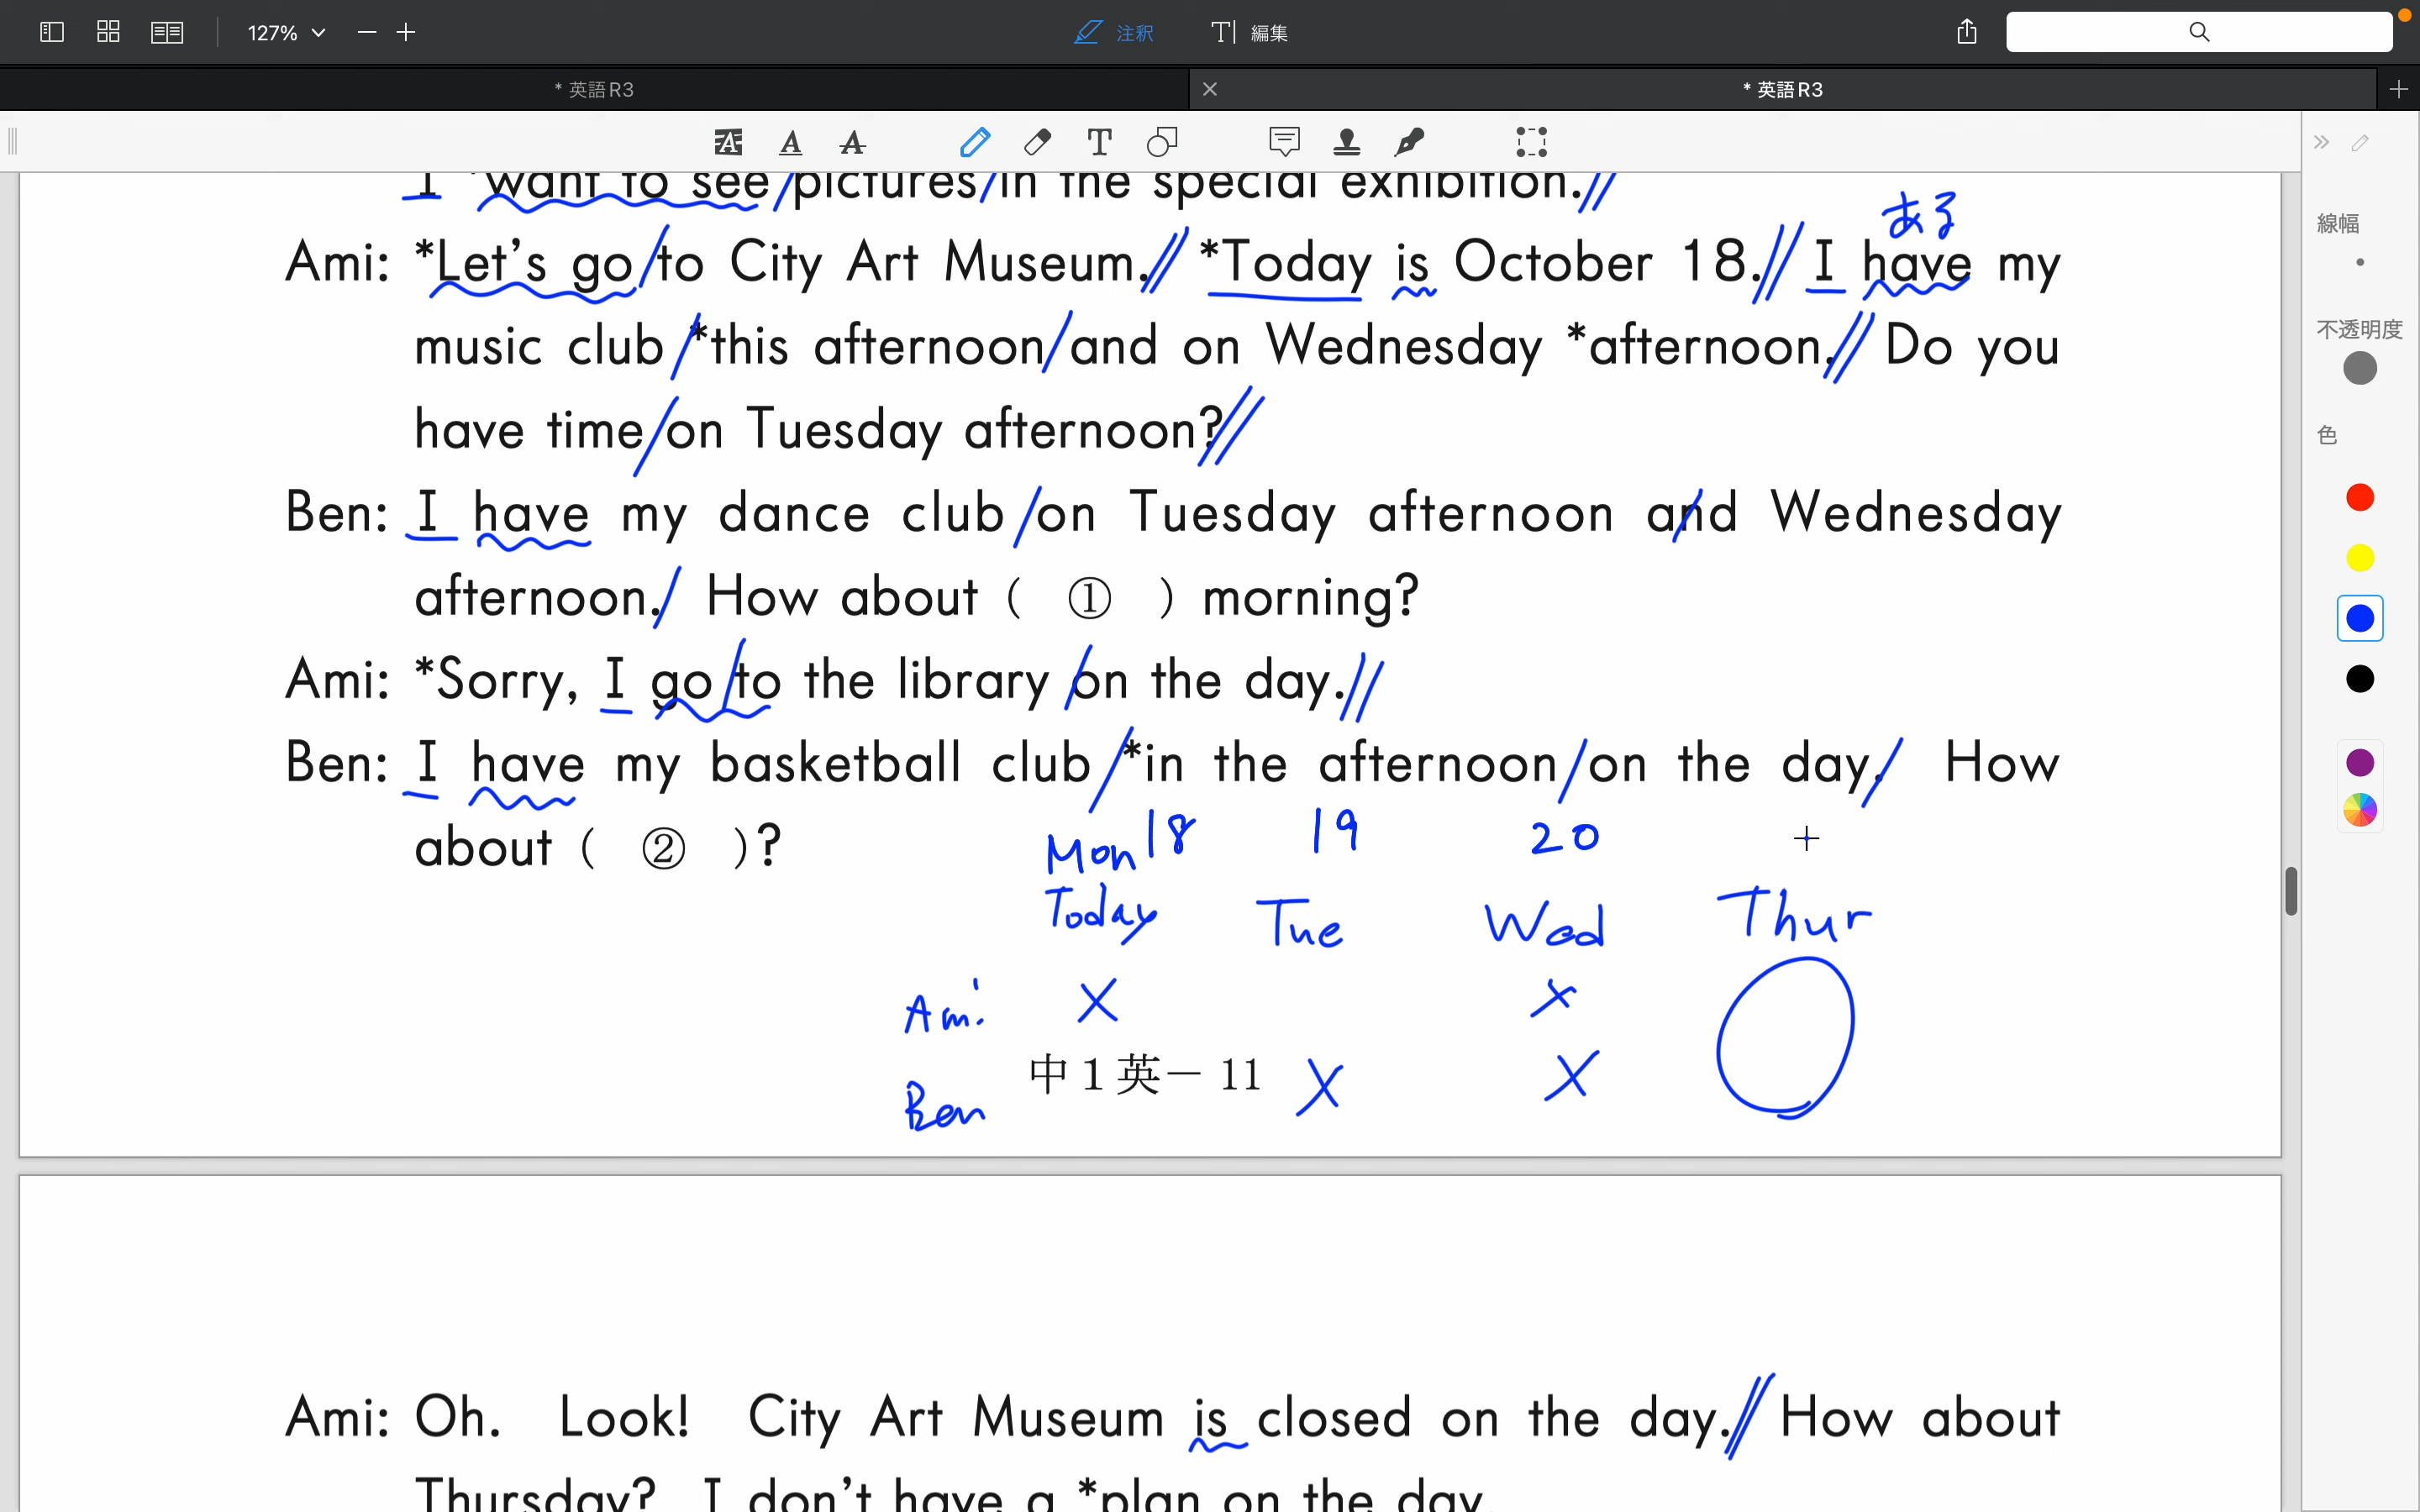 127%
注釈
編集
* 英語R3
* 英語R3
線幅
不透明度
色
I *want to see pictures in the special exhibition.
ある
Ami: *Let's go to City Art Museum. *Today is October 18. I have my
music club *this afternoon and on Wednesday *afternoon. Do you
have time on Tuesday afternoon?
Ben: I have my dance club on Tuesday afternoon and Wednesday
afternoon. How about ( ① ) morning?
Ami: *Sorry, I go to the library on the day.
Ben: I have my basketball club *in the afternoon on the day. How
about ( ② )?
Mon 18 19 20
Today Tue Wed Thur
Ami × ×
Ben × ×
中1英－11
Ami: Oh. Look! City Art Museum is closed on the day. How about
Thursday? I don't have a *plan on the day.